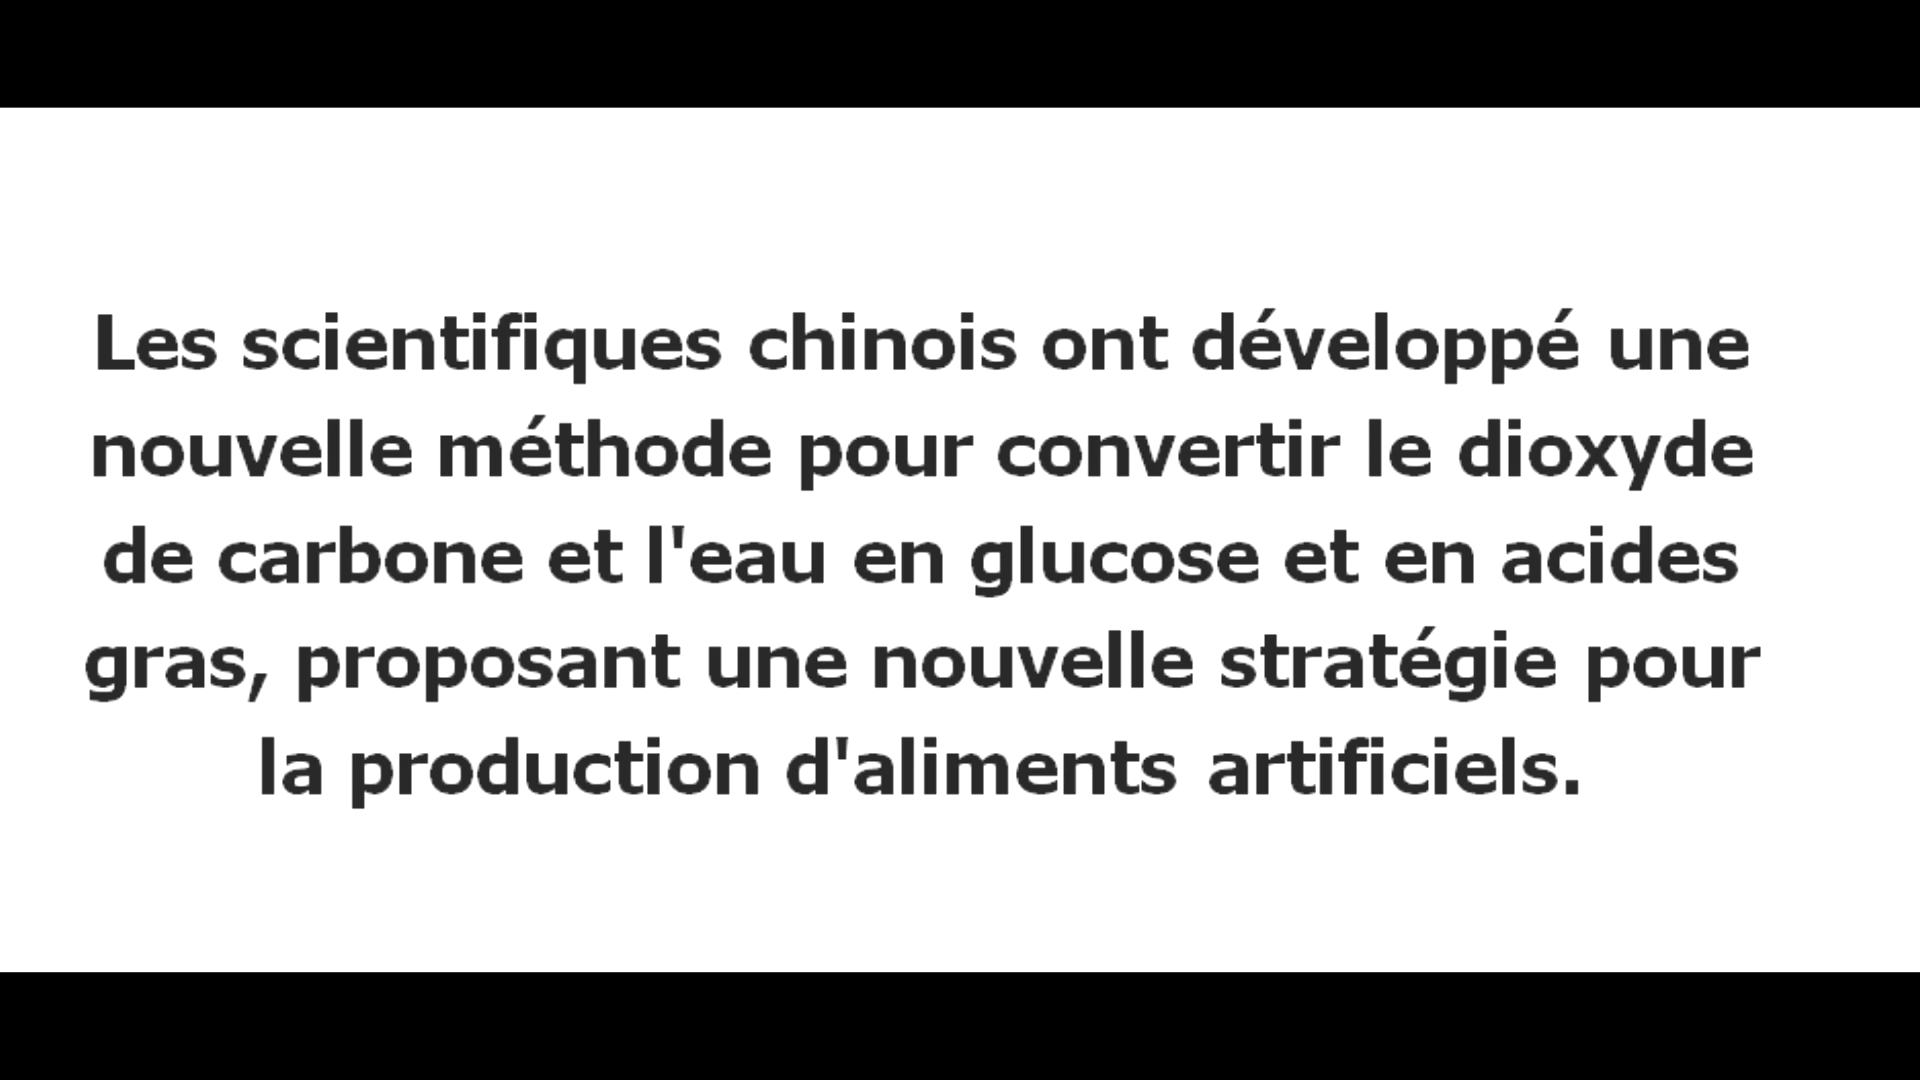 Les scientifiques chinois ont développé une
nouvelle méthode pour convertir le dioxyde
de carbone et l'eau en glucose et en acides
gras, proposant une nouvelle stratégie pour
la production d'aliments artificiels.